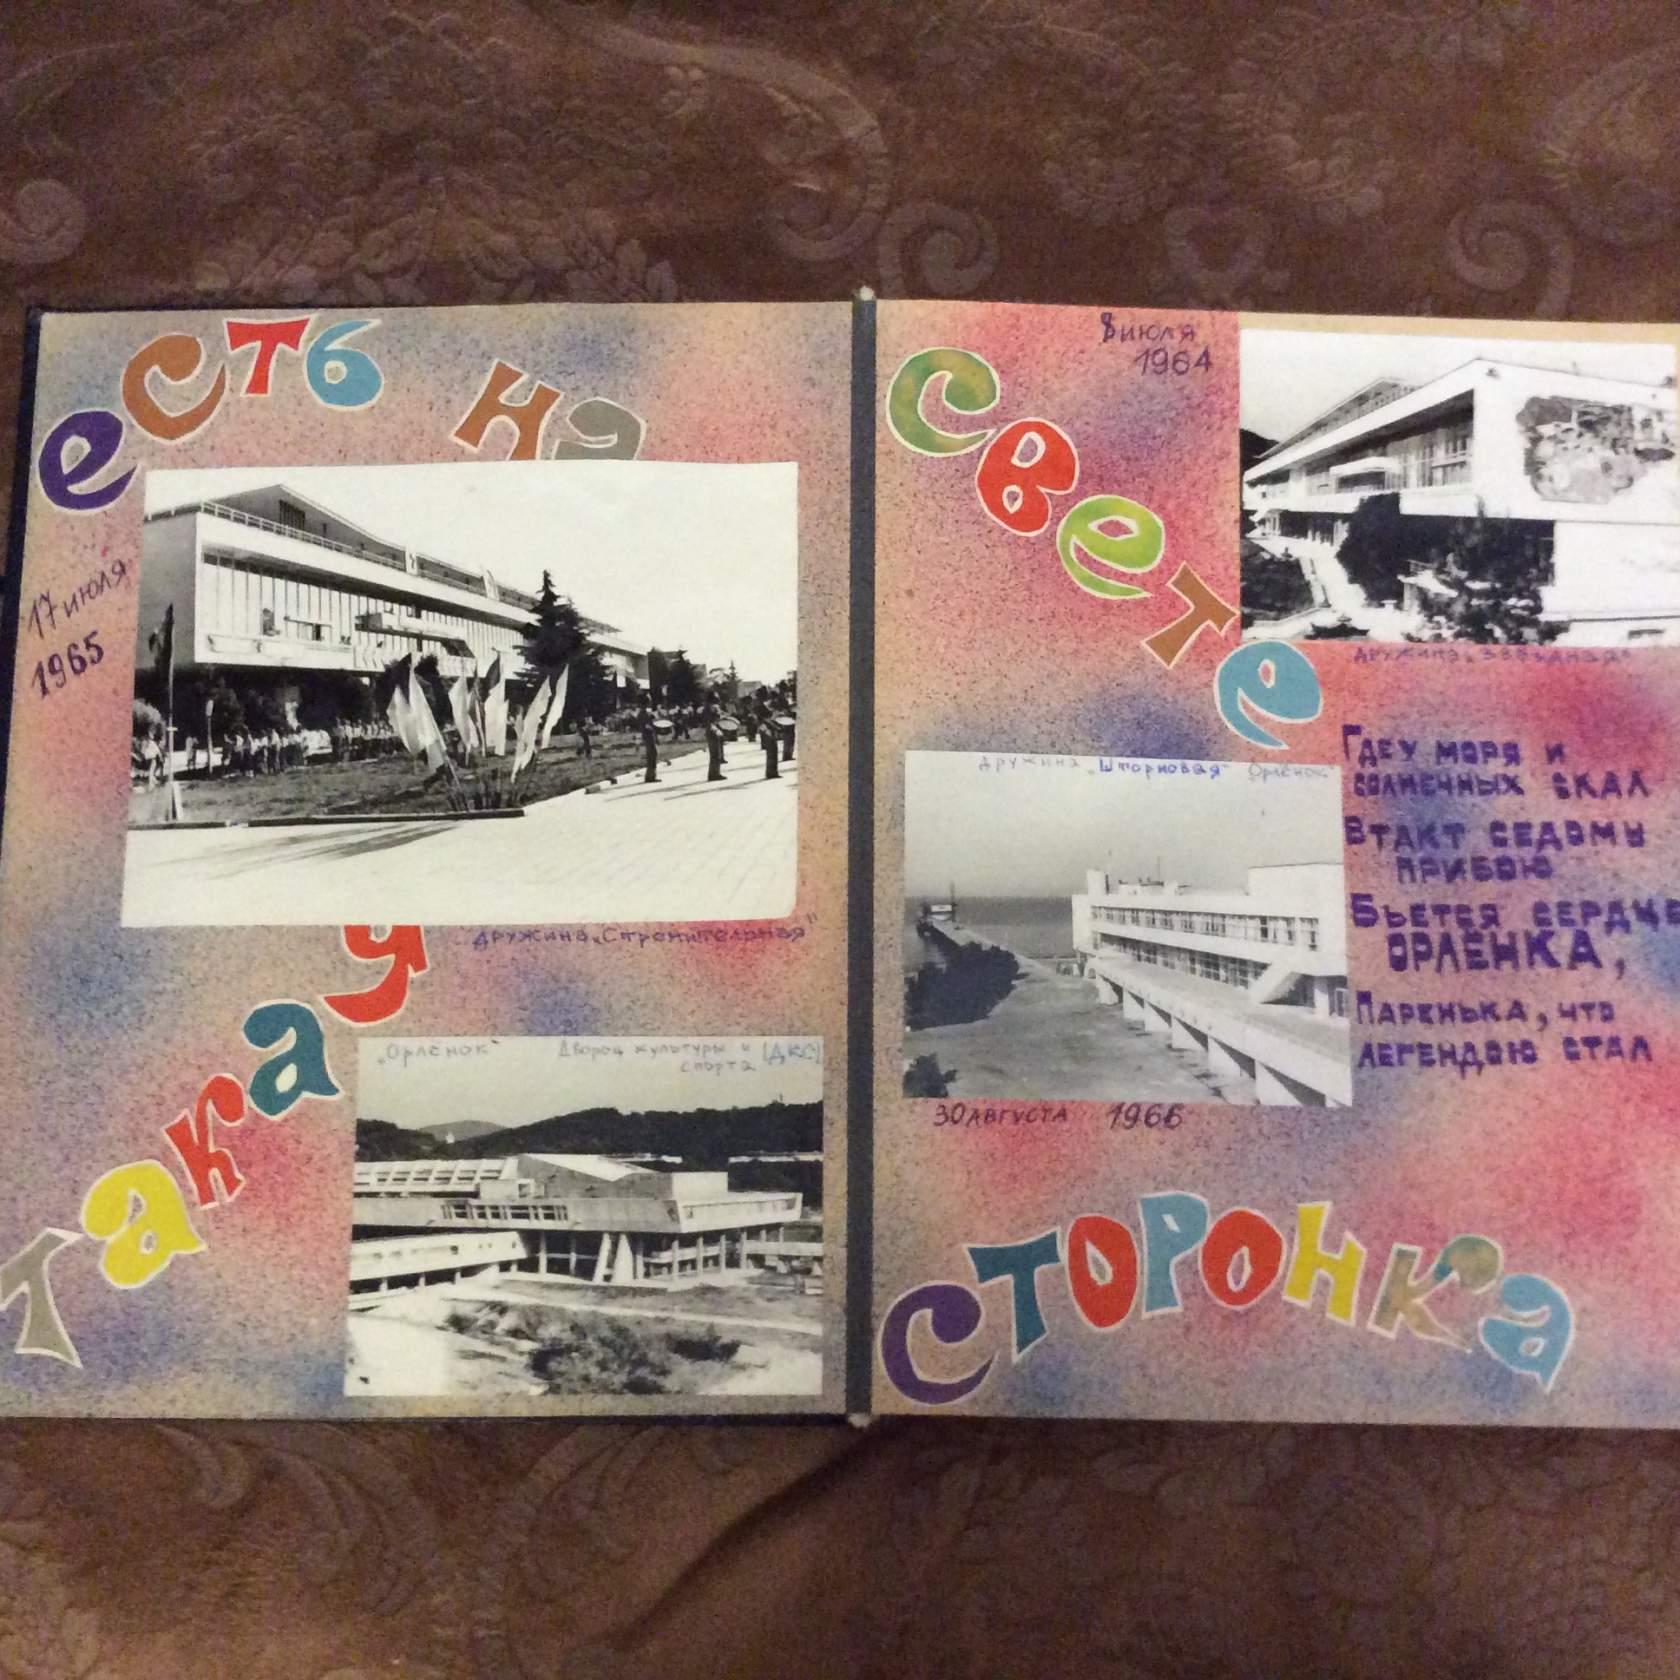 есть на
17 июля
1965
дружина „Строительная"
такая
„Орлёнок" Дворец культуры и (ДКС)
спорта
свете
8 июля
1964
дружина „Звёздная"
дружина „Штормовая" Орлёнок
30 августа 1966
Где у моря и
солнечных скал
В такт седому
прибою
Бьется сердце
ОРЛЁНКА,
Паренька, что
легендою стал
сторонка